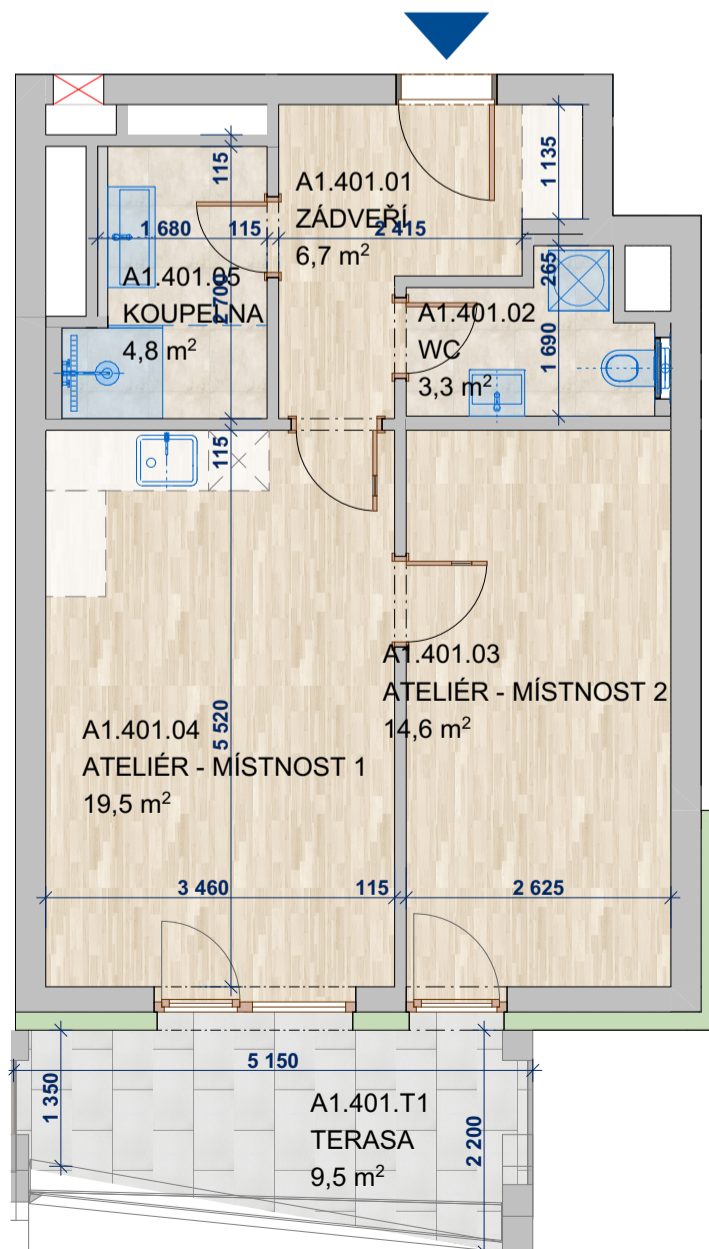 115
1 135
A1.401.01
ZÁDVEŘÍ
6,7 m²
1 680
115
2 415
265
A1.401.05
KOUPELNA
4,8 m²
2 700
A1.401.02
WC
3,3 m²
1 690
115
A1.401.03
ATELIÉR - MÍSTNOST 2
14,6 m²
A1.401.04
ATELIÉR - MÍSTNOST 1
19,5 m²
5 520
3 460
115
2 625
5 150
1 350
A1.401.T1
TERASA
9,5 m²
2 200